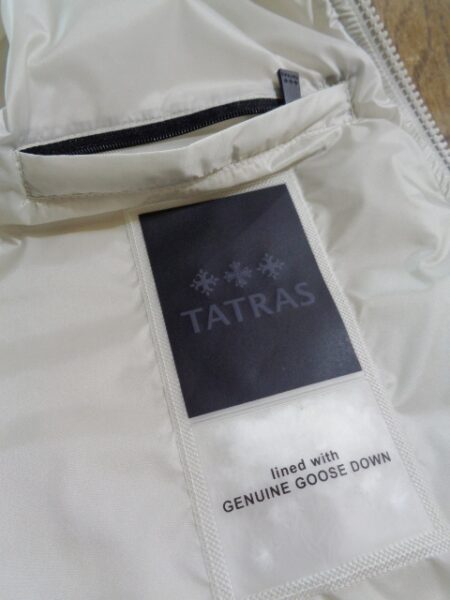 TATRAS
lined with
GENUINE GOOSE DOWN